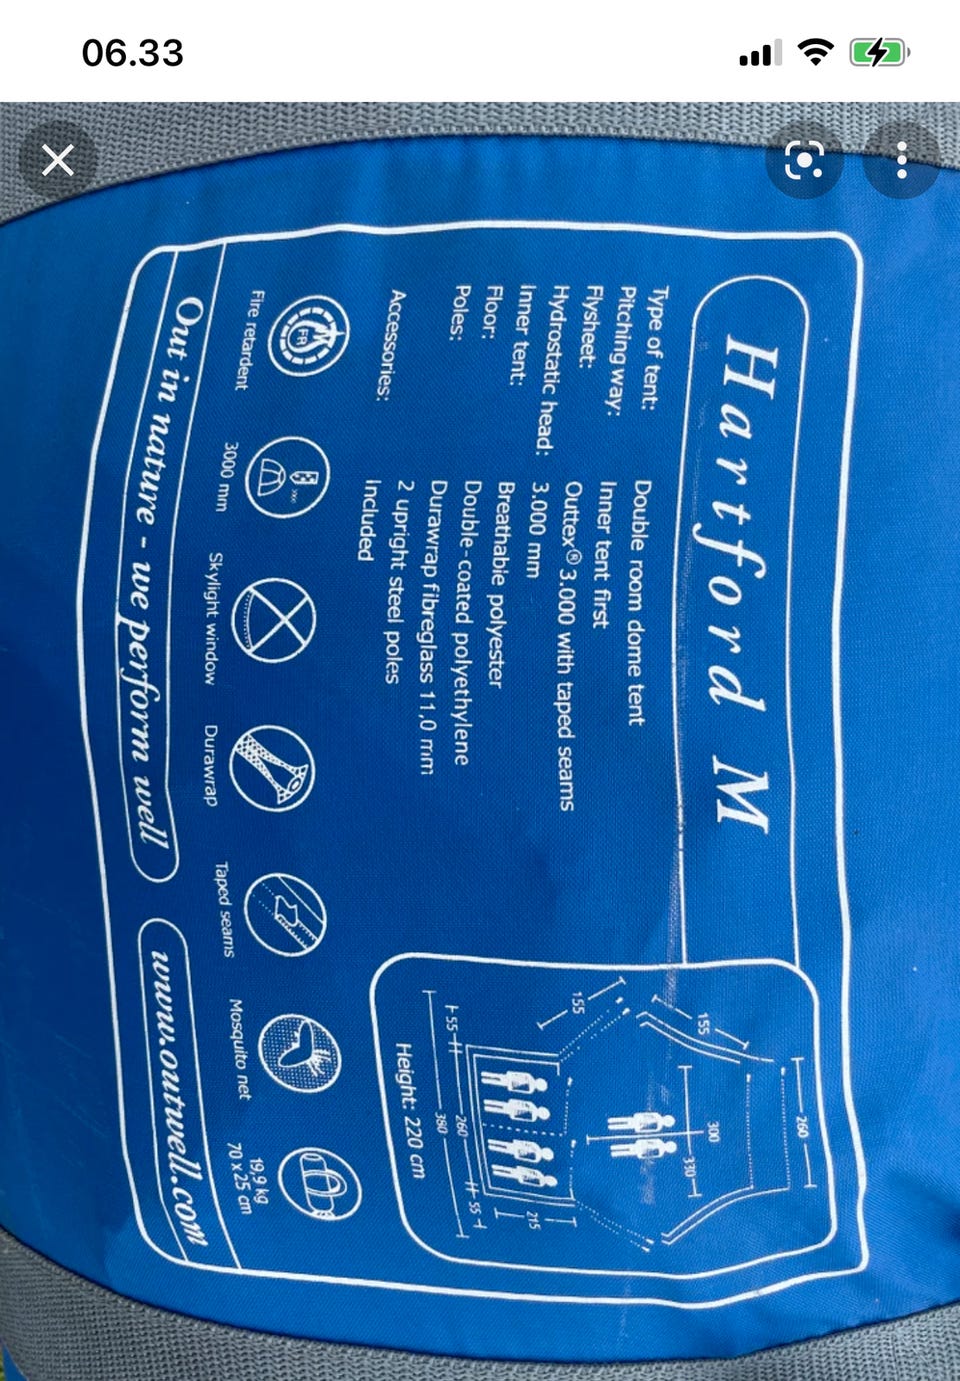 06.33
Hartford M
Type of tent: Double room dome tent
Pitching way: Inner tent first
Flysheet: Outtex® 3.000 with taped seams
Hydrostatic head: 3.000 mm
Inner tent: Breathable polyester
Floor: Double-coated polyethylene
Poles: Durawrap fibreglass 11,0 mm
2 upright steel poles
Accessories: Included
260
155
300
330
155
215
55
260
55
380
Height: 220 cm
FR
Fire retardent
3000 mm
Skylight window
Durawrap
Taped seams
Mosquito net
19,9 kg
70 x 25 cm
Out in nature - we perform well
www.outwell.com